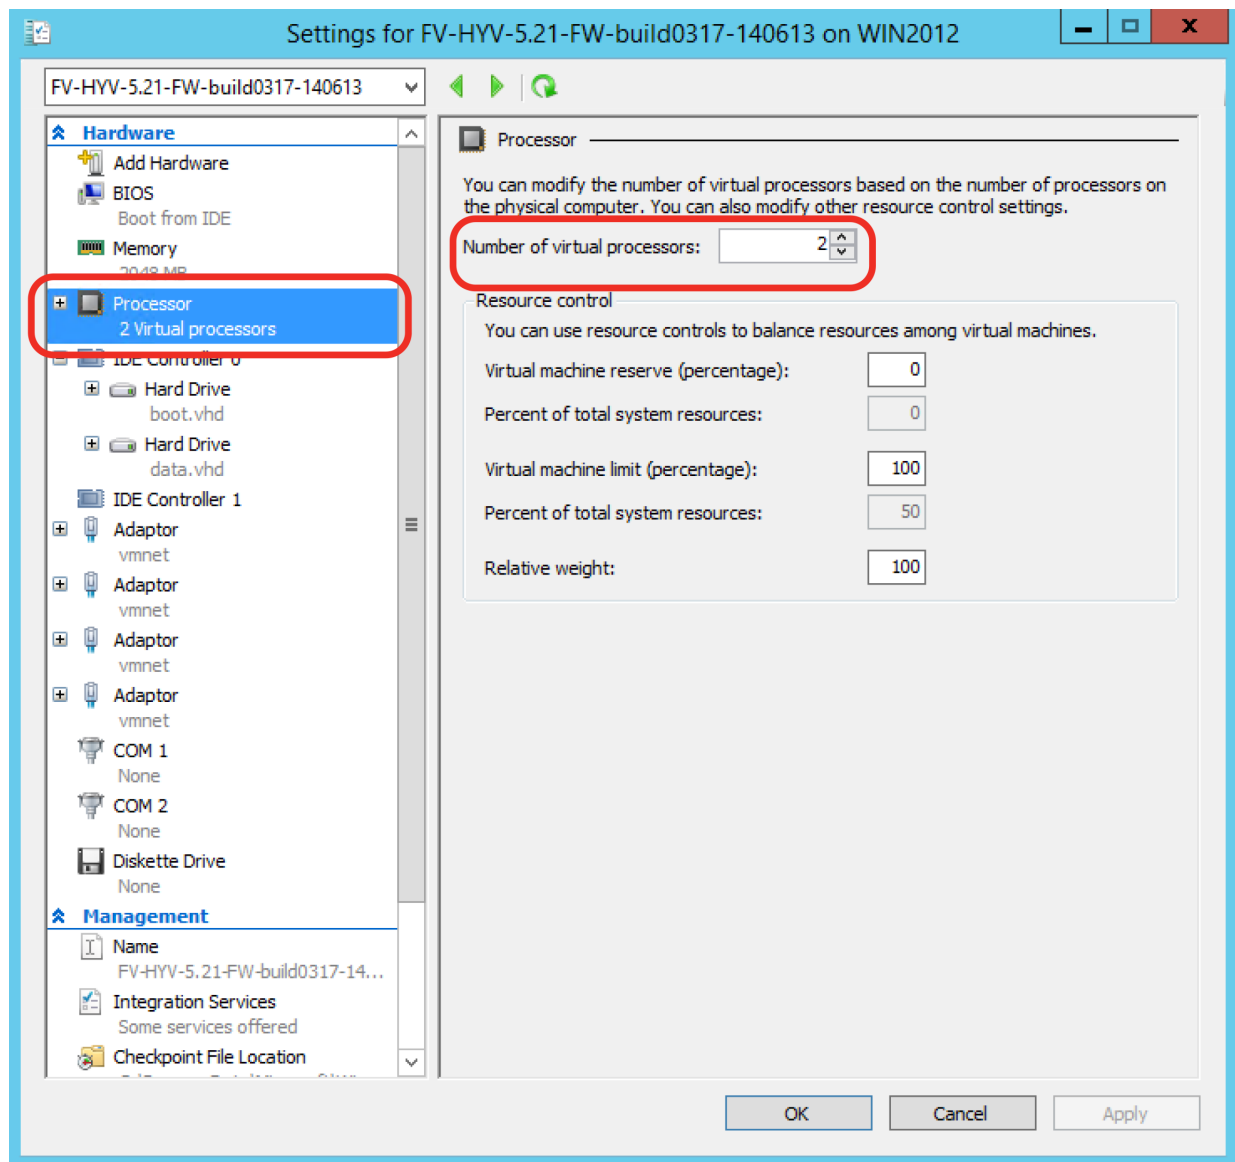 Settings for FV-HYV-5.21-FW-build0317-140613 on WIN2012
X
FV-HYV-5.21-FW-build0317-140613
Hardware
Add Hardware
BIOS
Boot from IDE
Memory
2048 MB
Processor
2 Virtual processors
IDE Controller 0
Hard Drive
boot.vhd
Hard Drive
data.vhd
IDE Controller 1
Adaptor
vmnet
Adaptor
vmnet
Adaptor
vmnet
Adaptor
vmnet
COM 1
None
COM 2
None
Diskette Drive
None
Management
Name
FV-HYV-5.21-FW-build0317-14...
Integration Services
Some services offered
Checkpoint File Location
Processor
You can modify the number of virtual processors based on the number of processors on
the physical computer. You can also modify other resource control settings.
Number of virtual processors: 2
Resource control
You can use resource controls to balance resources among virtual machines.
Virtual machine reserve (percentage): 0
Percent of total system resources: 0
Virtual machine limit (percentage): 100
Percent of total system resources: 50
Relative weight: 100
OK Cancel Apply